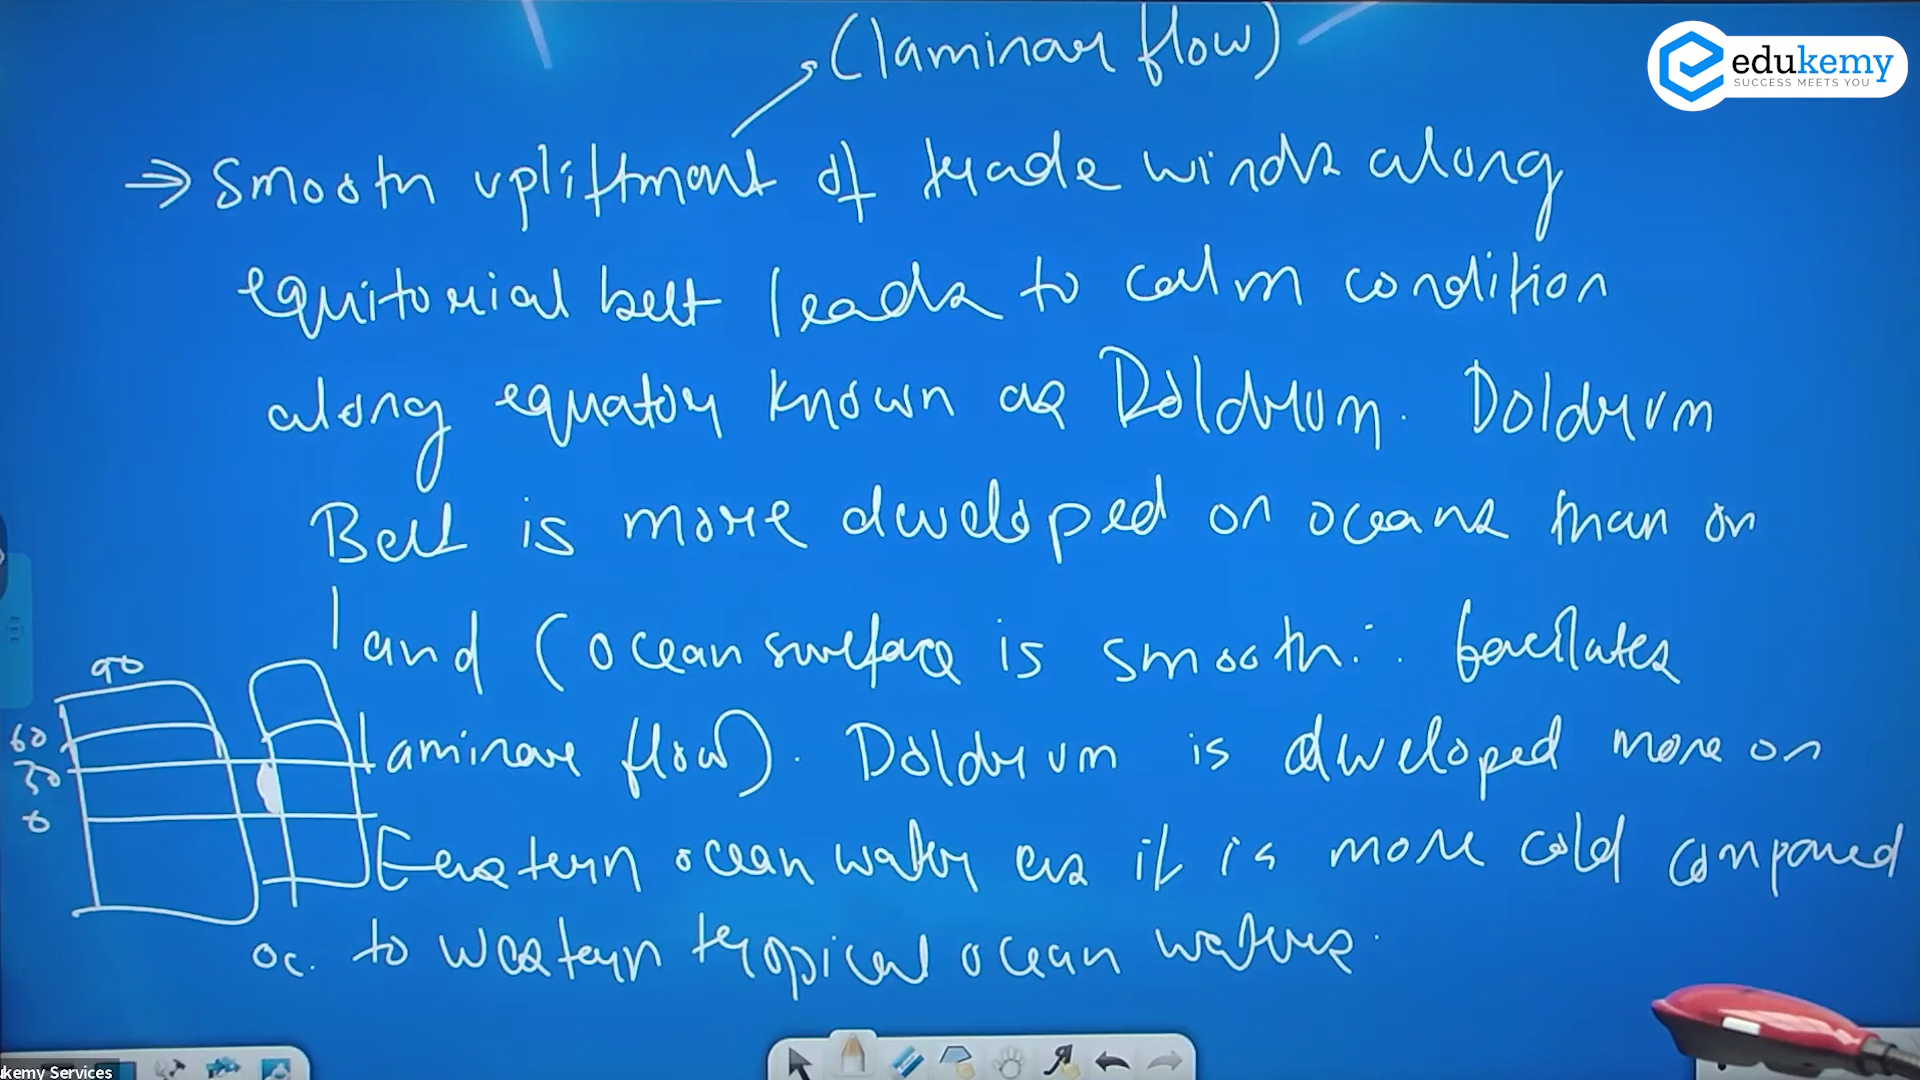 (laminar flow)
edukemy
SUCCESS MEETS YOU
⇒ Smooth upliftment of trade winds along
equitorial belt leads to calm condition
along equator known as Doldrum. Doldrum
Belt is more developed on oceans than on
land (ocean surface is smooth ∴ faciliates
laminar flow). Doldrum is developed more on
Eastern ocean water as it is more cold compared
to western tropical ocean waters.
90
60
30
0
oc.
kemy Services